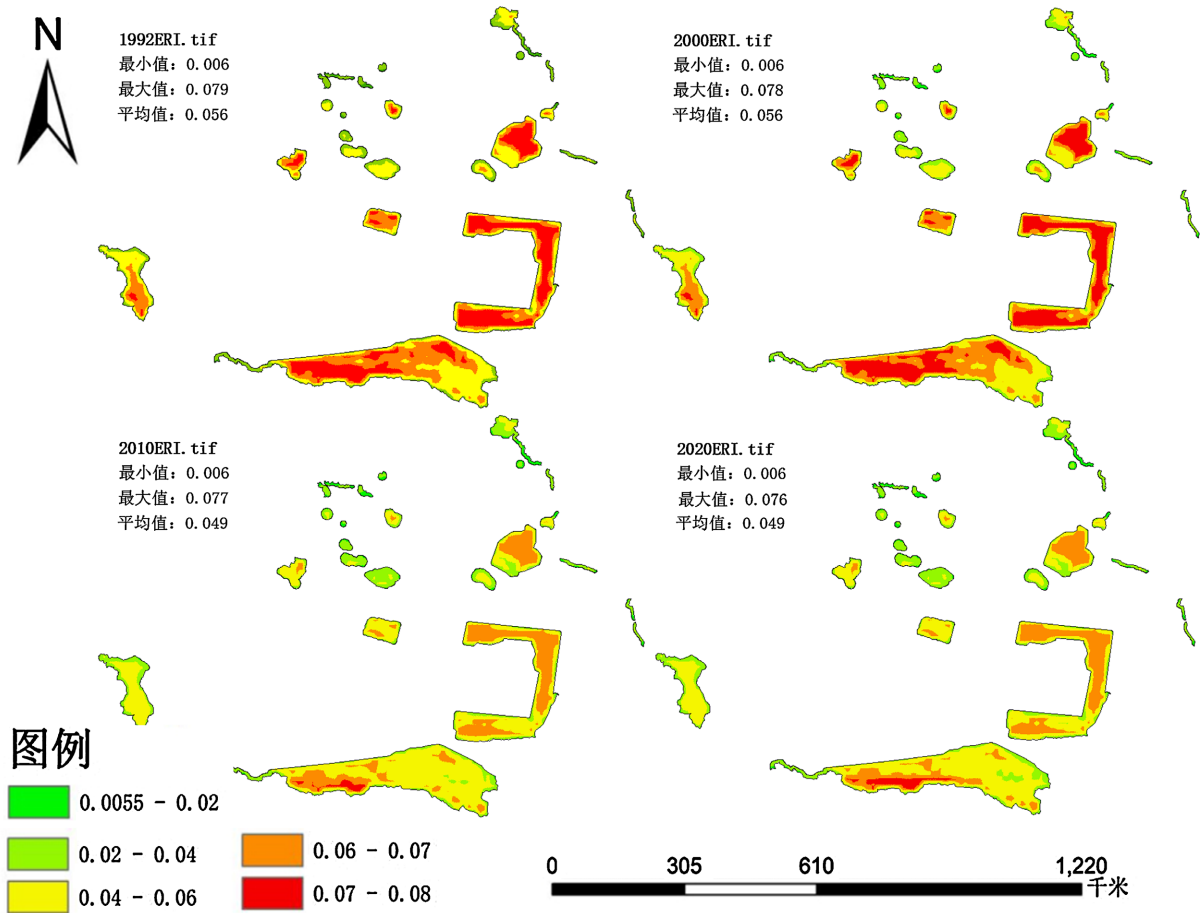 N
1992ERI.tif
最小值：0.006
最大值：0.079
平均值：0.056
2000ERI.tif
最小值：0.006
最大值：0.078
平均值：0.056
2010ERI.tif
最小值：0.006
最大值：0.077
平均值：0.049
2020ERI.tif
最小值：0.006
最大值：0.076
平均值：0.049
图例
0.0055 - 0.02
0.02 - 0.04
0.04 - 0.06
0.06 - 0.07
0.07 - 0.08
0 305 610 1,220
千米